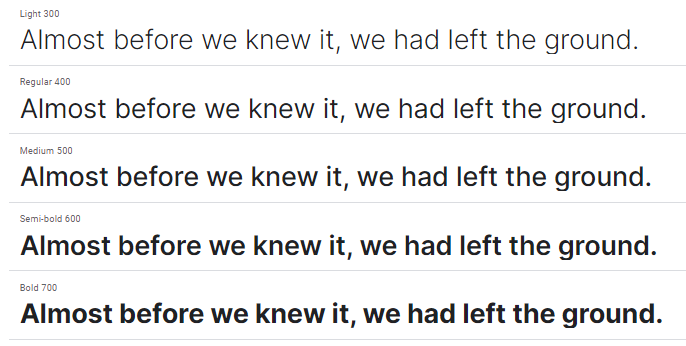 Light 300
Almost before we knew it, we had left the ground.
Regular 400
Almost before we knew it, we had left the ground.
Medium 500
Almost before we knew it, we had left the ground.
Semi-bold 600
Almost before we knew it, we had left the ground.
Bold 700
Almost before we knew it, we had left the ground.